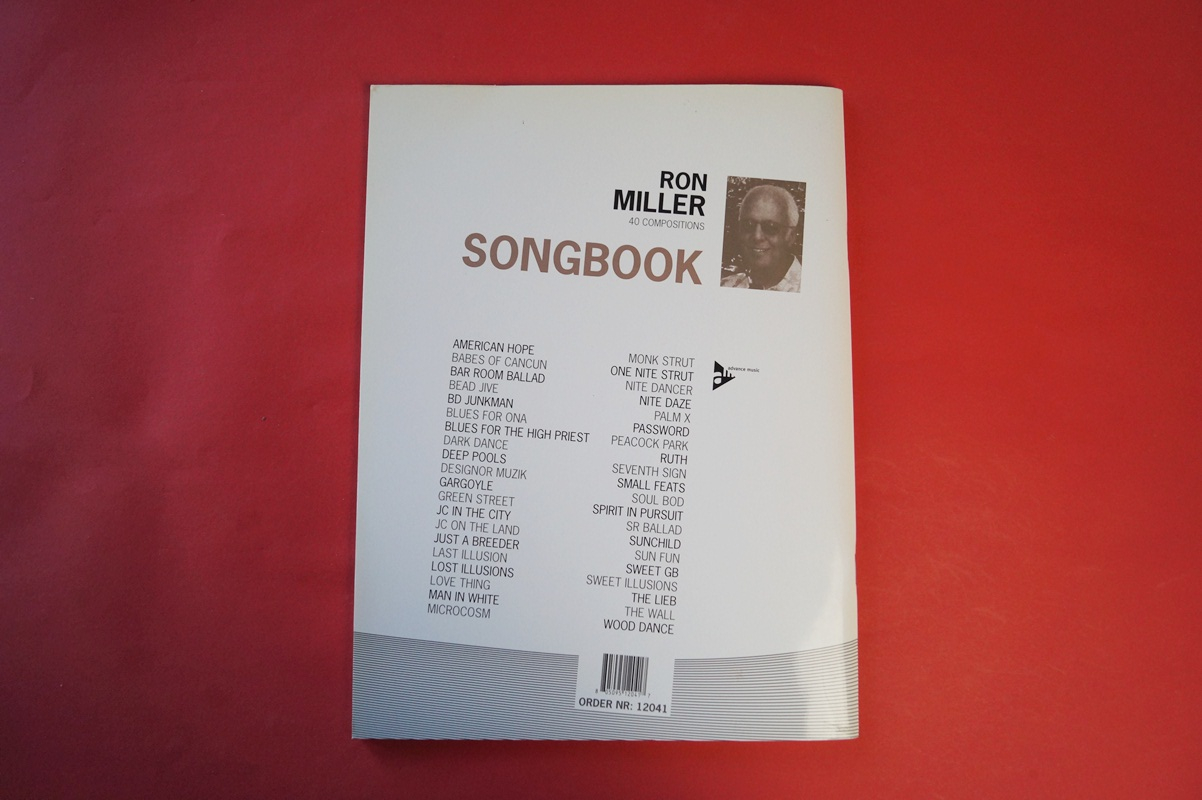 RON
MILLER
40 COMPOSITIONS
SONGBOOK
AMERICAN HOPE
BABES OF CANCUN
BAR ROOM BALLAD
BEAD JIVE
BD JUNKMAN
BLUES FOR ONA
BLUES FOR THE HIGH PRIEST
DARK DANCE
DEEP POOLS
DESIGNOR MUZIK
GARGOYLE
GREEN STREET
JC IN THE CITY
JC ON THE LAND
JUST A BREEDER
LAST ILLUSION
LOST ILLUSIONS
LOVE THING
MAN IN WHITE
MICROCOSM
MONK STRUT
ONE NITE STRUT
NITE DANCER
NITE DAZE
PALM X
PASSWORD
PEACOCK PARK
RUTH
SEVENTH SIGN
SMALL FEATS
SOUL BOD
SPIRIT IN PURSUIT
SR BALLAD
SUNCHILD
SUN FUN
SWEET GB
SWEET ILLUSIONS
THE LIEB
THE WALL
WOOD DANCE
advance music
ORDER NR: 12041